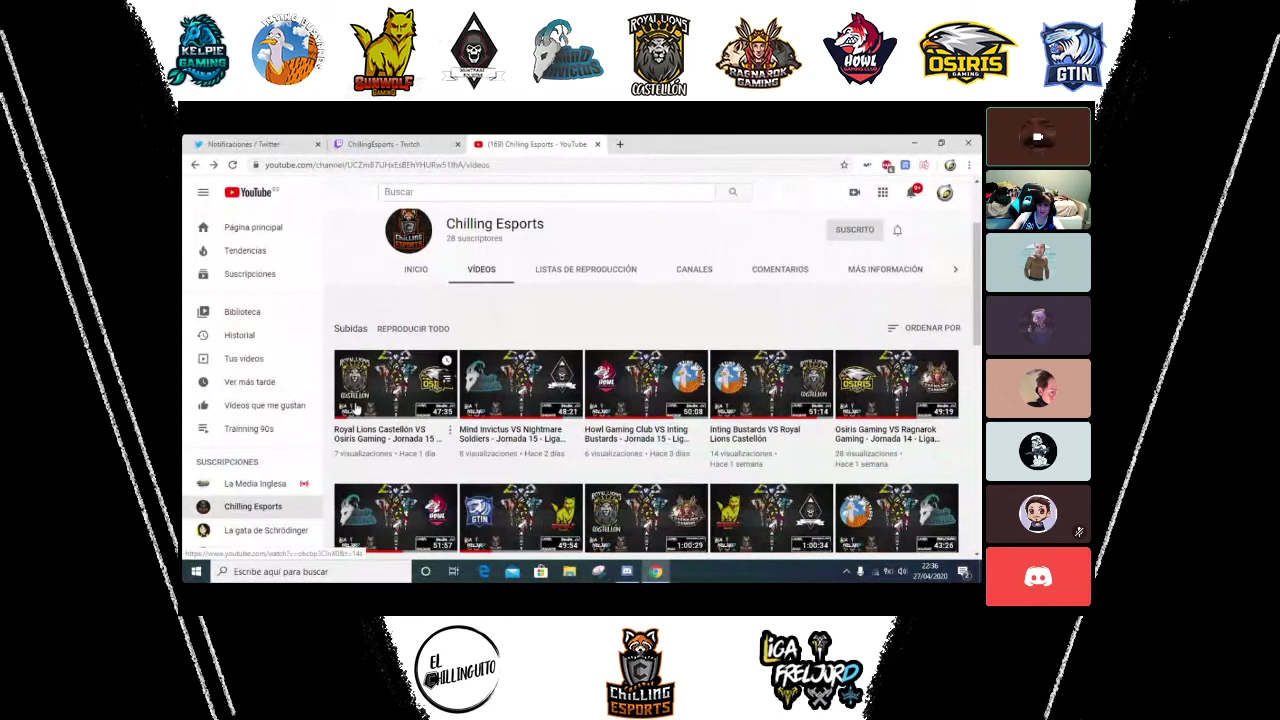 KELPIE
GAMING
INTING BUSTARDS
GUNWOLF
GAMING
MIND
INVICTUS
ROYAL LIONS
CASTELLÓN
RAGNAROK
GAMING
HOWL
GAMING CLUB
OSIRIS
GAMING
GTIN
Notificaciones / Twitter
ChillingEsports - Twitch
(169) Chilling Esports - YouTube
youtube.com/channel/UCZmB7UHxEsBEhYHURw51IhA/videos
YouTube ES
Buscar
9+
Página principal
Tendencias
Suscripciones
Biblioteca
Historial
Tus vídeos
Ver más tarde
Vídeos que me gustan
Trainning 90s
SUSCRIPCIONES
La Media Inglesa
Chilling Esports
La gata de Schrödinger
Chilling Esports
28 suscriptores
SUSCRITO
INICIO
VÍDEOS
LISTAS DE REPRODUCCIÓN
CANALES
COMENTARIOS
MÁS INFORMACIÓN
Subidas
REPRODUCIR TODO
ORDENAR POR
47:35
48:21
50:08
51:14
49:19
Royal Lions Castellón VS
Osiris Gaming - Jornada 15 ...
7 visualizaciones • Hace 1 día
Mind Invictus VS Nightmare
Soldiers - Jornada 15 - Liga...
8 visualizaciones • Hace 2 días
Howl Gaming Club VS Inting
Bustards - Jornada 15 - Lig...
6 visualizaciones • Hace 3 días
Inting Bustards VS Royal
Lions Castellón
14 visualizaciones •
Hace 1 semana
Osiris Gaming VS Ragnarok
Gaming - Jornada 14 - Liga...
28 visualizaciones •
Hace 1 semana
51:57
49:54
1:00:29
1:00:34
43:26
Escribe aquí para buscar
22:36
27/04/2020
2
EL
CHILLINGUITO
CHILLING
ESPORTS
LIGA
FRELJORD